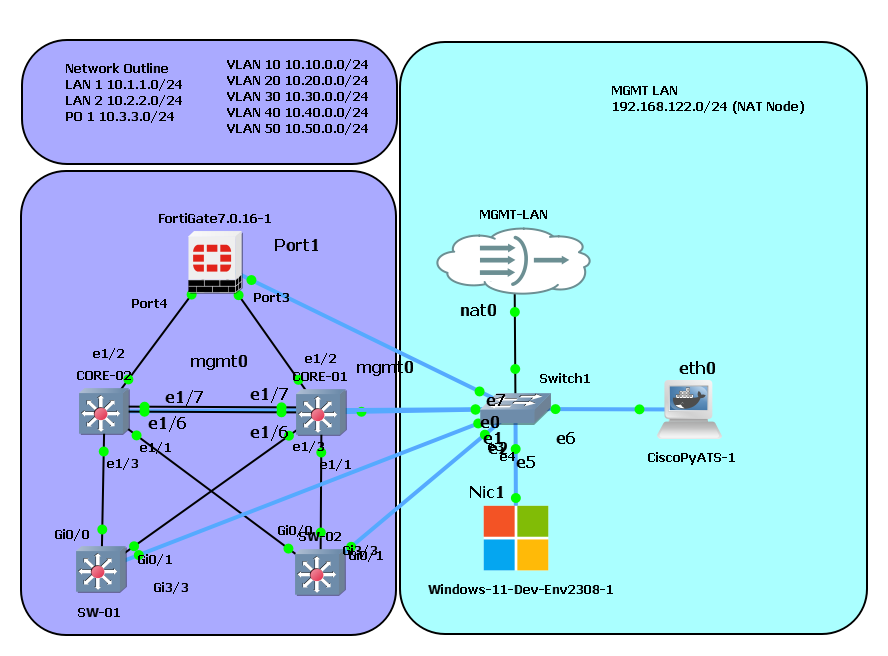 Network Outline
LAN 1 10.1.1.0/24
LAN 2 10.2.2.0/24
PO 1 10.3.3.0/24
VLAN 10 10.10.0.0/24
VLAN 20 10.20.0.0/24
VLAN 30 10.30.0.0/24
VLAN 40 10.40.0.0/24
VLAN 50 10.50.0.0/24
MGMT LAN
192.168.122.0/24 (NAT Node)
FortiGate7.0.16-1
Port1
Port4
Port3
e1/2
mgmt0
e1/2
mgmt0
CORE-02
CORE-01
e1/7
e1/7
e1/6
e1/6
e1/1
e1/3
e1/3
e1/1
Gi0/0
Gi0/0
SW-02
Gi0/1
Gi3/3
Gi0/1
Gi3/3
SW-01
MGMT-LAN
nat0
Switch1
eth0
e7
e0
e1
e4
e5
e6
CiscoPyATS-1
Nic1
Windows-11-Dev-Env2308-1